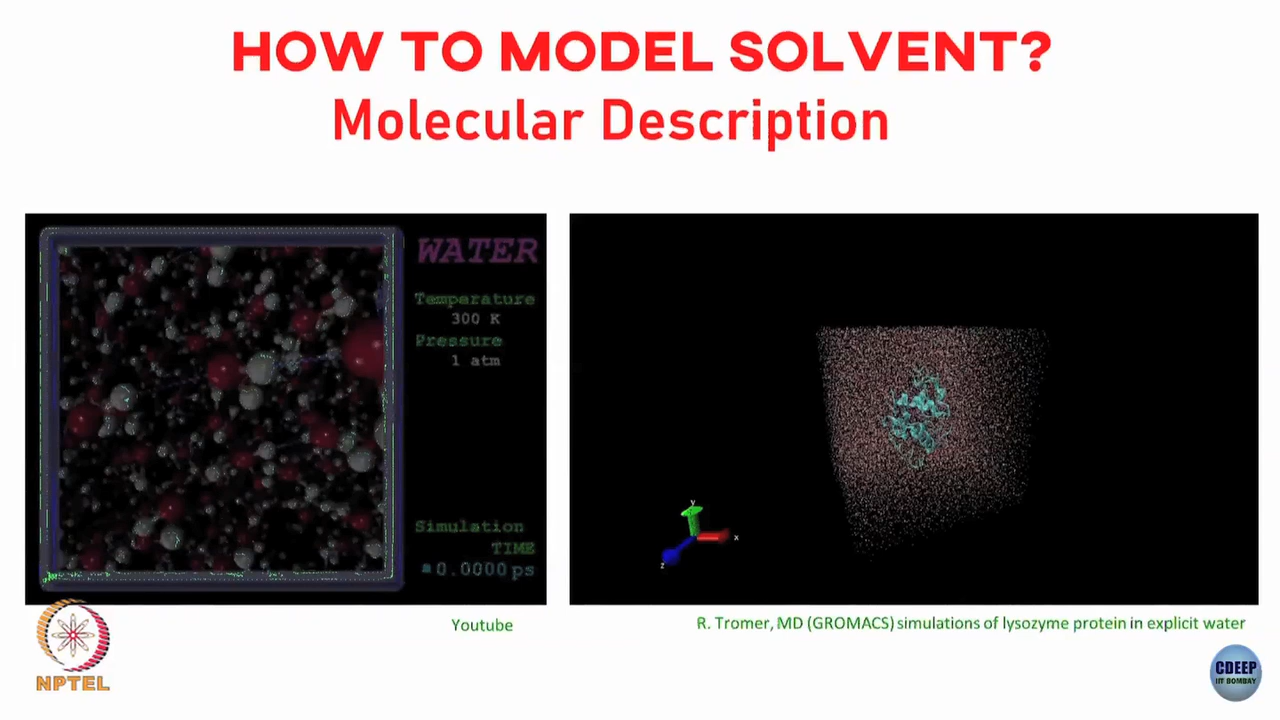 HOW TO MODEL SOLVENT?
Molecular Description
WATER
Temperature
300 K
Pressure
1 atm
Simulation
TIME
0.0000 ps
Youtube
y
x
z
R. Tromer, MD (GROMACS) simulations of lysozyme protein in explicit water
NPTEL
CDEEP
IIT BOMBAY